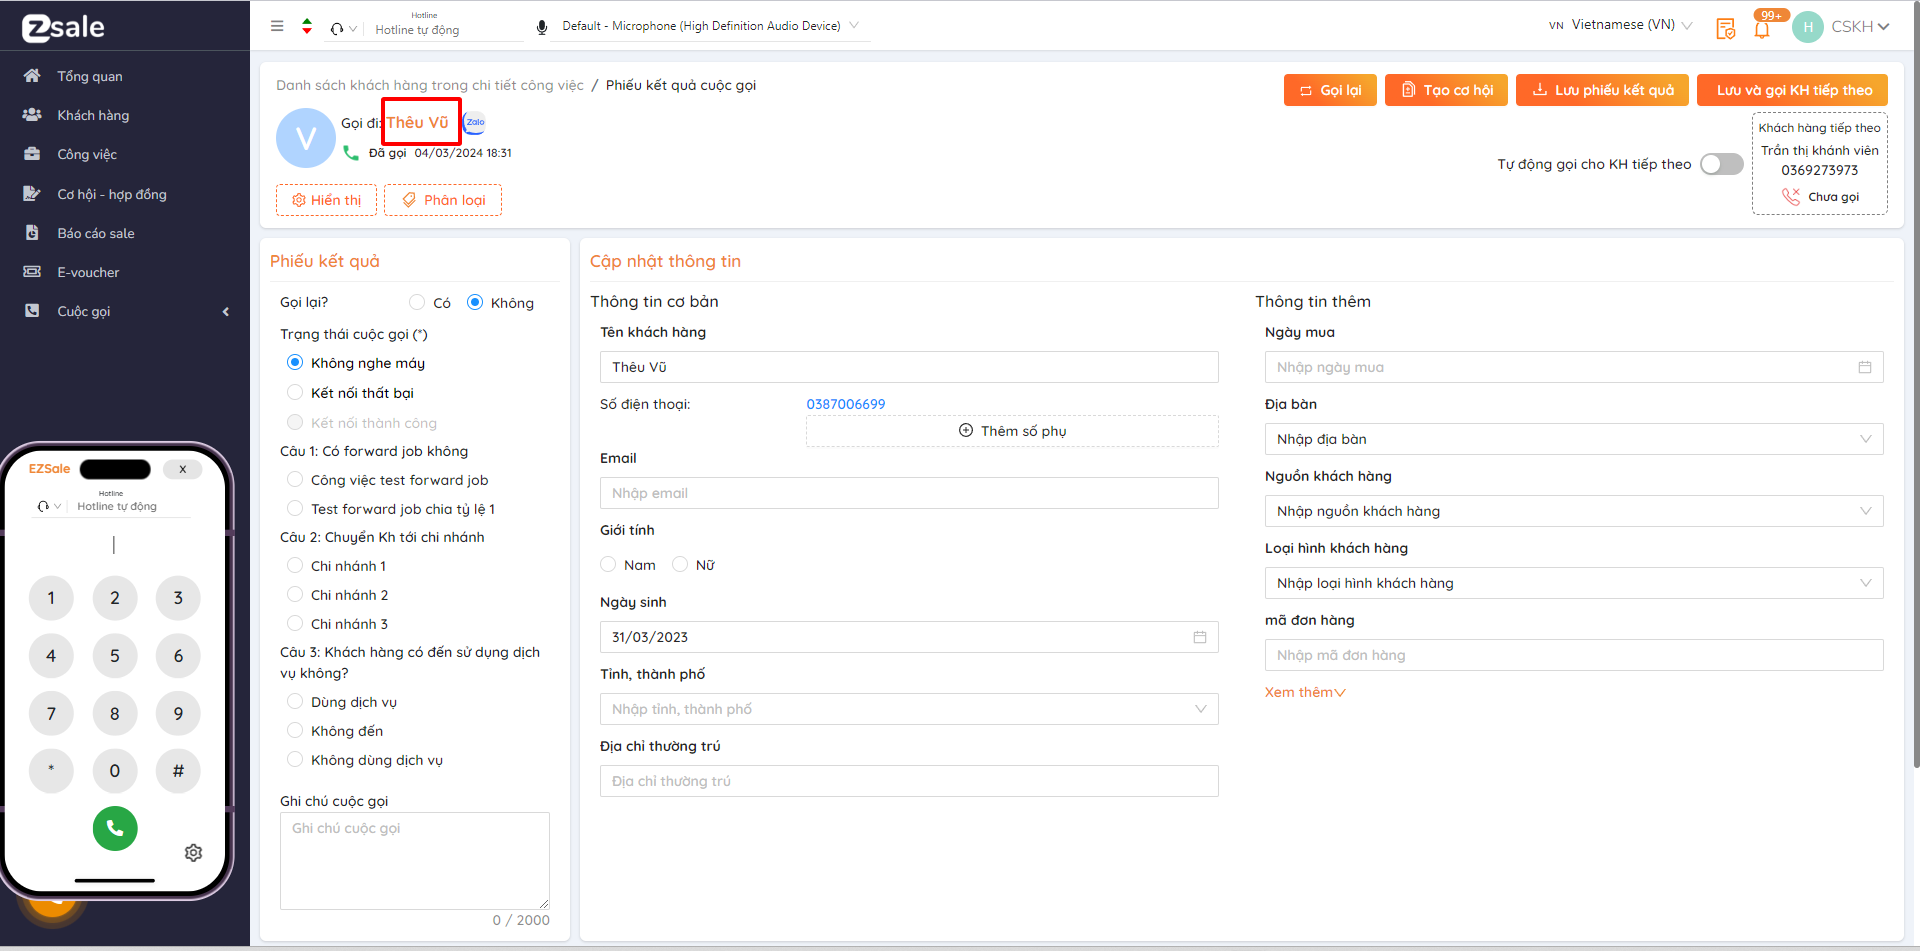 ZSale
Hotline
Hotline tự động
Default - Microphone (High Definition Audio Device)
VN Vietnamese (VN)
99+
H
CSKH
Tổng quan
Khách hàng
Công việc
Cơ hội - hợp đồng
Báo cáo sale
E-voucher
Cuộc gọi
Danh sách khách hàng trong chi tiết công việc / Phiếu kết quả cuộc gọi
Gọi lại
Tạo cơ hội
Lưu phiếu kết quả
Lưu và gọi KH tiếp theo
V
Gọi đi: Thêu Vũ
Zalo
Đã gọi 04/03/2024 18:31
Tự động gọi cho KH tiếp theo
Khách hàng tiếp theo
Trần thị khánh viên
0369273973
Chưa gọi
Hiển thị
Phân loại
Phiếu kết quả
Gọi lại?
Có
Không
Trạng thái cuộc gọi (*)
Không nghe máy
Kết nối thất bại
Kết nối thành công
Câu 1: Có forward job không
Công việc test forward job
Test forward job chia tỷ lệ 1
Câu 2: Chuyển Kh tới chi nhánh
Chi nhánh 1
Chi nhánh 2
Chi nhánh 3
Câu 3: Khách hàng có đến sử dụng dịch
vụ không?
Dùng dịch vụ
Không đến
Không dùng dịch vụ
Ghi chú cuộc gọi
Ghi chú cuộc gọi
0 / 2000
Cập nhật thông tin
Thông tin cơ bản
Tên khách hàng
Thêu Vũ
Số điện thoại:
0387006699
Thêm số phụ
Email
Nhập email
Giới tính
Nam
Nữ
Ngày sinh
31/03/2023
Tỉnh, thành phố
Nhập tỉnh, thành phố
Địa chỉ thường trú
Địa chỉ thường trú
Thông tin thêm
Ngày mua
Nhập ngày mua
Địa bàn
Nhập địa bàn
Nguồn khách hàng
Nhập nguồn khách hàng
Loại hình khách hàng
Nhập loại hình khách hàng
mã đơn hàng
Nhập mã đơn hàng
Xem thêm
EZSale
X
Hotline
Hotline tự động
1 2 3
4 5 6
7 8 9
* 0 #